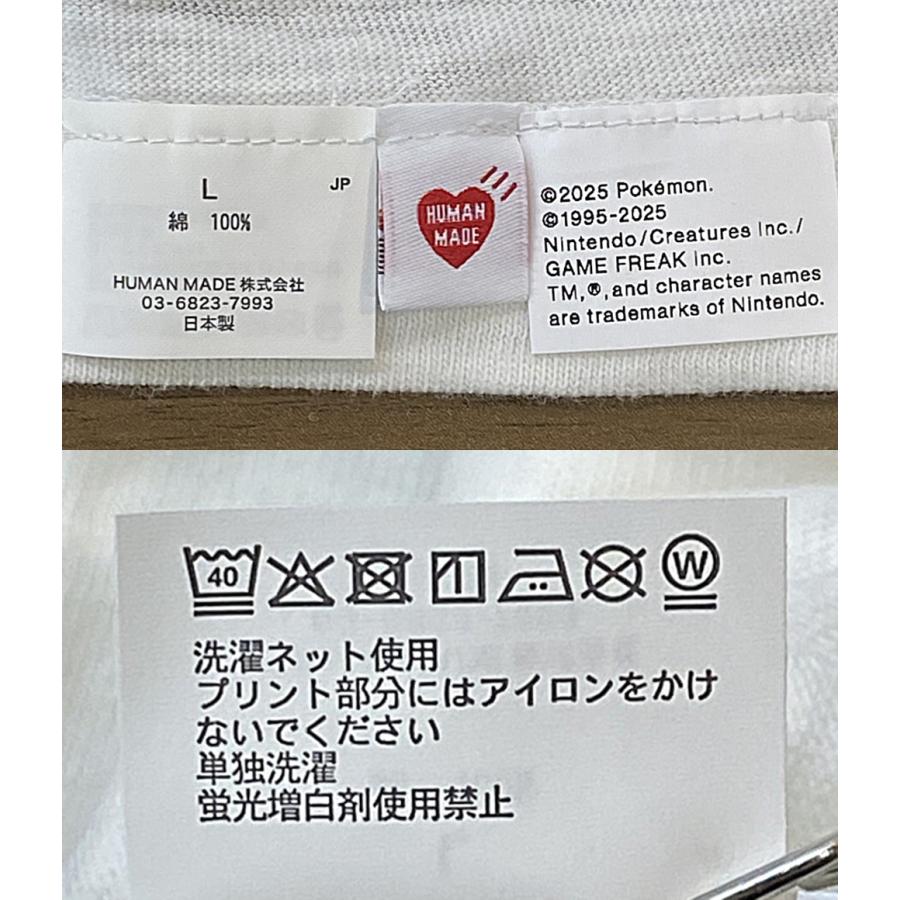 L JP
綿 100%
HUMAN MADE 株式会社
03-6823-7993
日本製
HUMAN
MADE
©2025 Pokémon.
©1995-2025
Nintendo/Creatures Inc./
GAME FREAK inc.
TM,®,and character names
are trademarks of Nintendo.
40 W
洗濯ネット使用
プリント部分にはアイロンをかけ
ないでください
単独洗濯
蛍光増白剤使用禁止